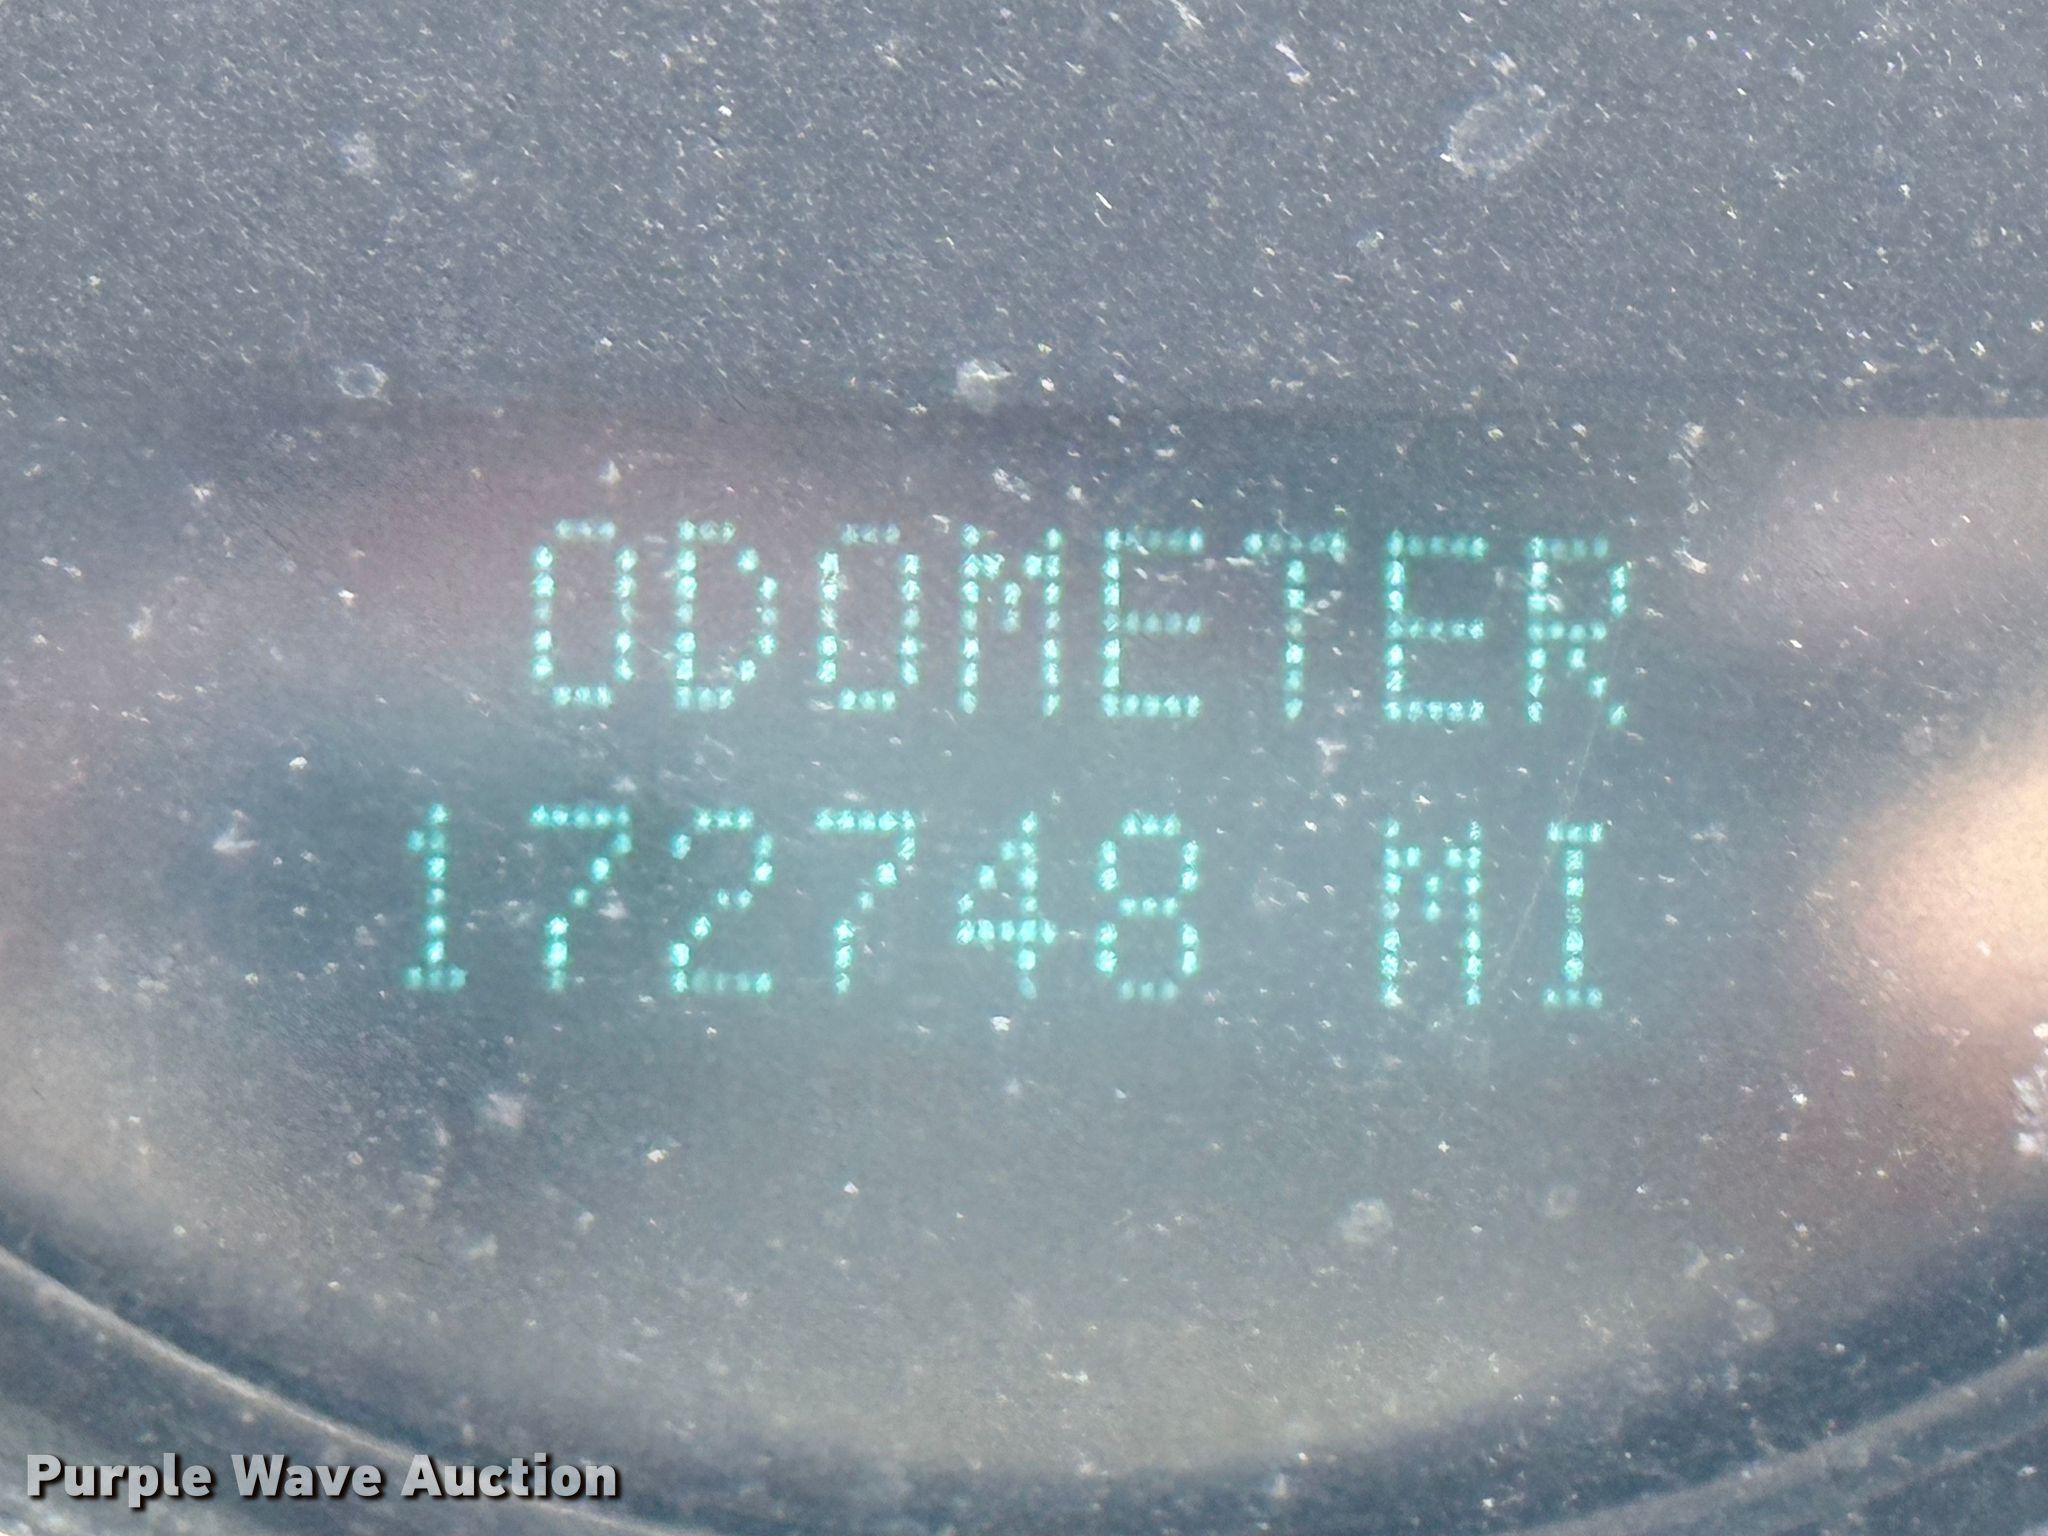 ODOMETER
172748 MI
Purple Wave Auction